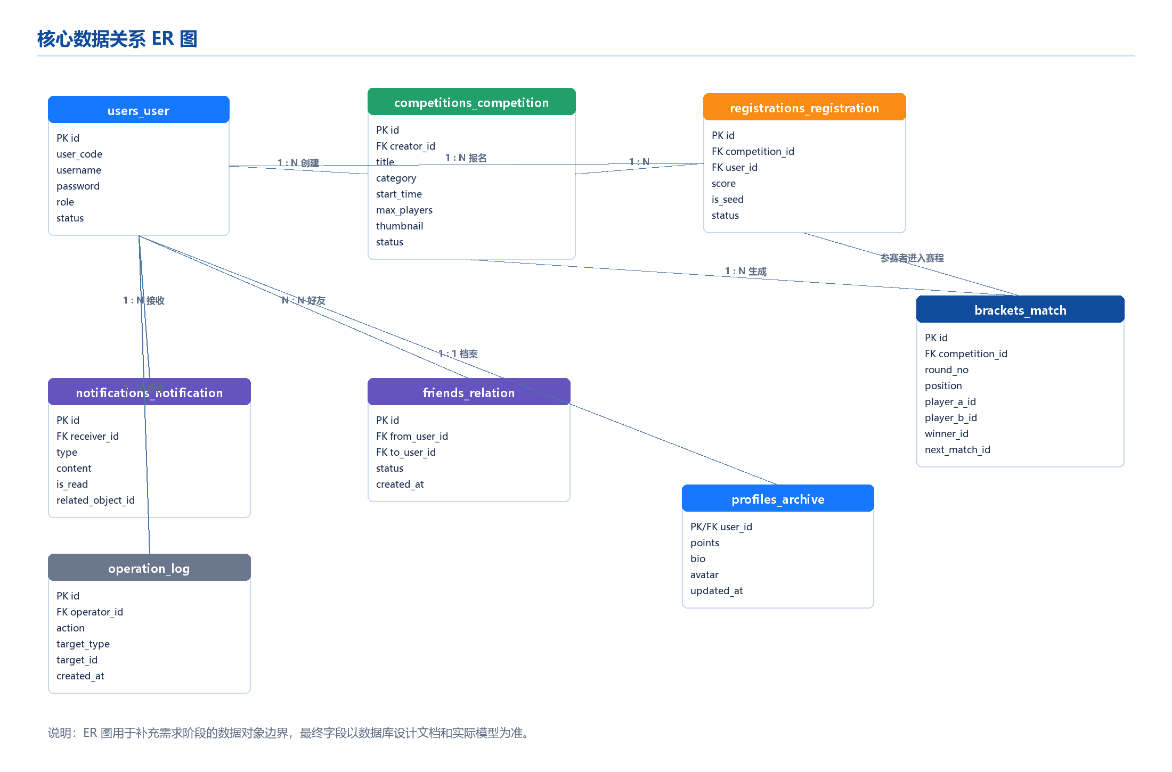 核心数据关系 ER 图
users_user
PK id
user_code
username
password
role
status
competitions_competition
PK id
FK creator_id
title
category
start_time
max_players
thumbnail
status
registrations_registration
PK id
FK competition_id
FK user_id
score
is_seed
status
1 : N 创建
1 : N 报名
1 : N
1 : N 生成
参赛者进入赛程
1 : N 接收
N : N 好友
1 : 1 档案
brackets_match
PK id
FK competition_id
round_no
position
player_a_id
player_b_id
winner_id
next_match_id
notifications_notification
PK id
FK receiver_id
type
content
is_read
related_object_id
friends_relation
PK id
FK from_user_id
FK to_user_id
status
created_at
profiles_archive
PK/FK user_id
points
bio
avatar
updated_at
operation_log
PK id
FK operator_id
action
target_type
target_id
created_at
说明：ER 图用于补充需求阶段的数据对象边界，最终字段以数据库设计文档和实际模型为准。